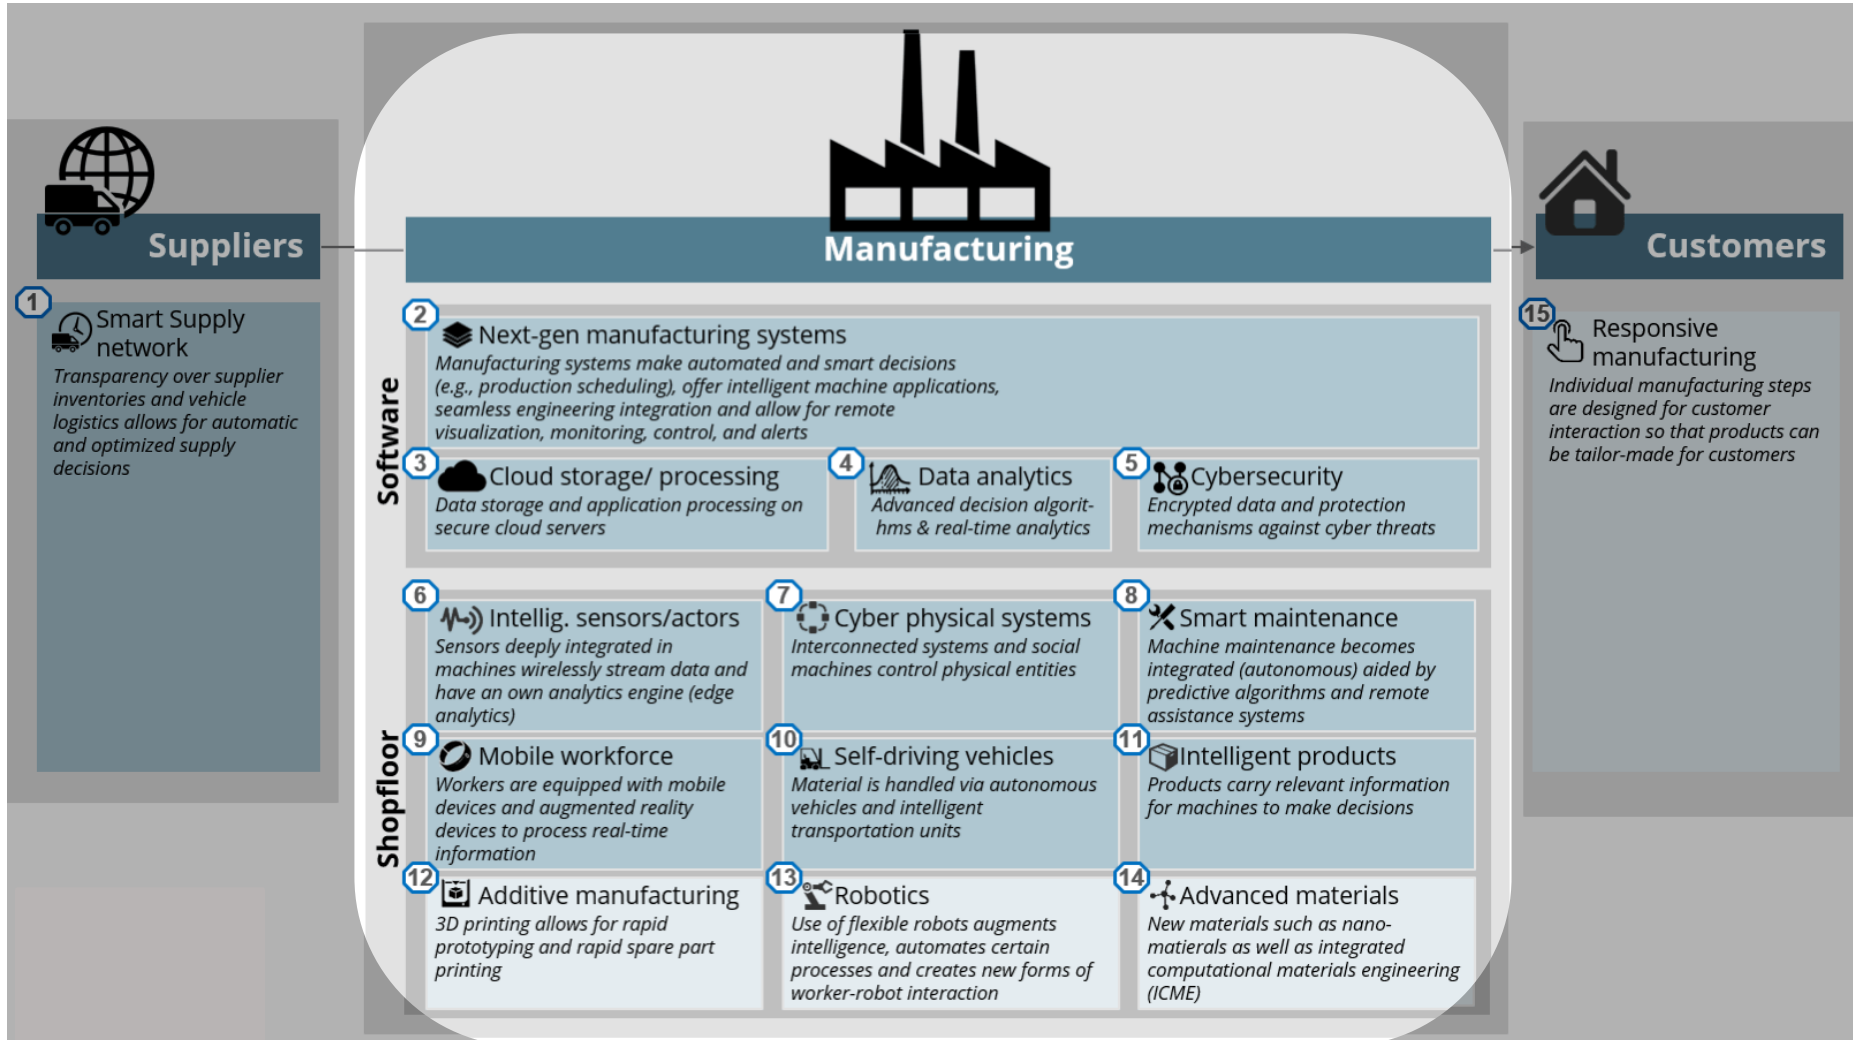 Suppliers
1
Smart Supply
network
Transparency over supplier
inventories and vehicle
logistics allows for automatic
and optimized supply
decisions
Manufacturing
Software
2
Next-gen manufacturing systems
Manufacturing systems make automated and smart decisions
(e.g., production scheduling), offer intelligent machine applications,
seamless engineering integration and allow for remote
visualization, monitoring, control, and alerts
3
Cloud storage/ processing
Data storage and application processing on
secure cloud servers
4
Data analytics
Advanced decision algorit-
hms & real-time analytics
5
Cybersecurity
Encrypted data and protection
mechanisms against cyber threats
Shopfloor
6
Intellig. sensors/actors
Sensors deeply integrated in
machines wirelessly stream data and
have an own analytics engine (edge
analytics)
7
Cyber physical systems
Interconnected systems and social
machines control physical entities
8
Smart maintenance
Machine maintenance becomes
integrated (autonomous) aided by
predictive algorithms and remote
assistance systems
9
Mobile workforce
Workers are equipped with mobile
devices and augmented reality
devices to process real-time
information
10
Self-driving vehicles
Material is handled via autonomous
vehicles and intelligent
transportation units
11
Intelligent products
Products carry relevant information
for machines to make decisions
12
Additive manufacturing
3D printing allows for rapid
prototyping and rapid spare part
printing
13
Robotics
Use of flexible robots augments
intelligence, automates certain
processes and creates new forms of
worker-robot interaction
14
Advanced materials
New materials such as nano-
matierals as well as integrated
computational materials engineering
(ICME)
Customers
15
Responsive
manufacturing
Individual manufacturing steps
are designed for customer
interaction so that products can
be tailor-made for customers